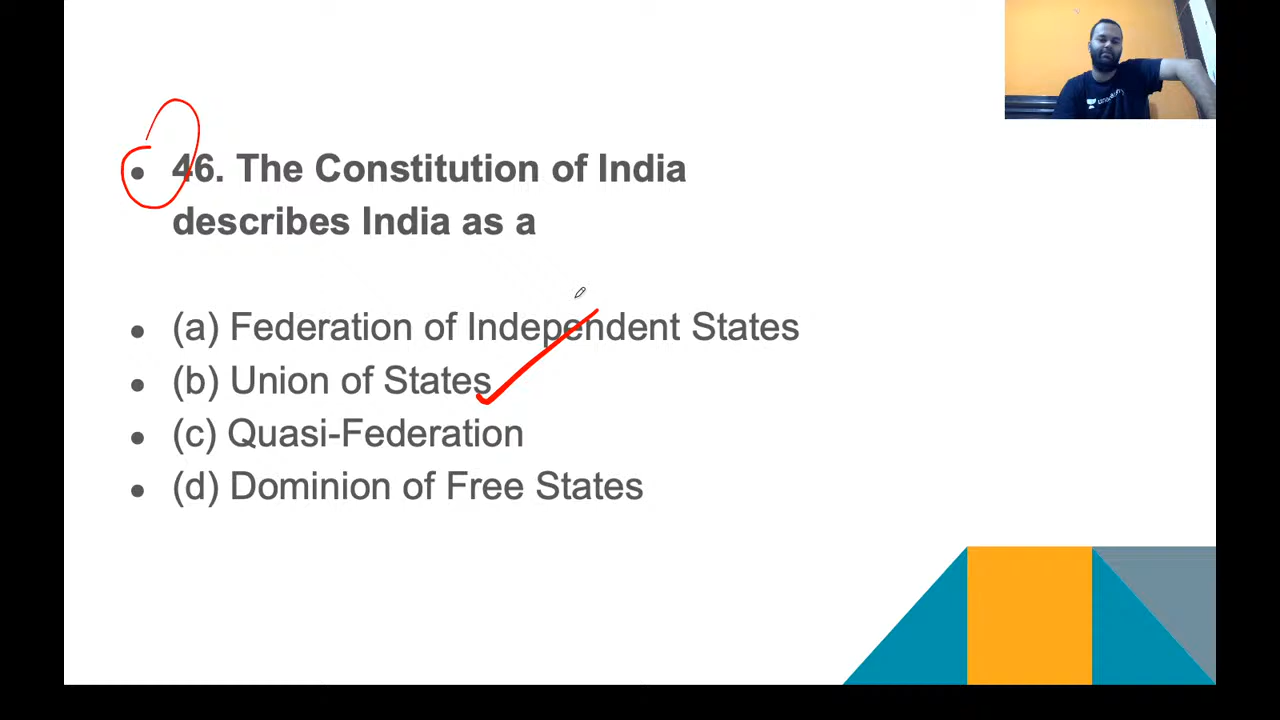 • 46. The Constitution of India
describes India as a
• (a) Federation of Independent States
• (b) Union of States
• (c) Quasi-Federation
• (d) Dominion of Free States